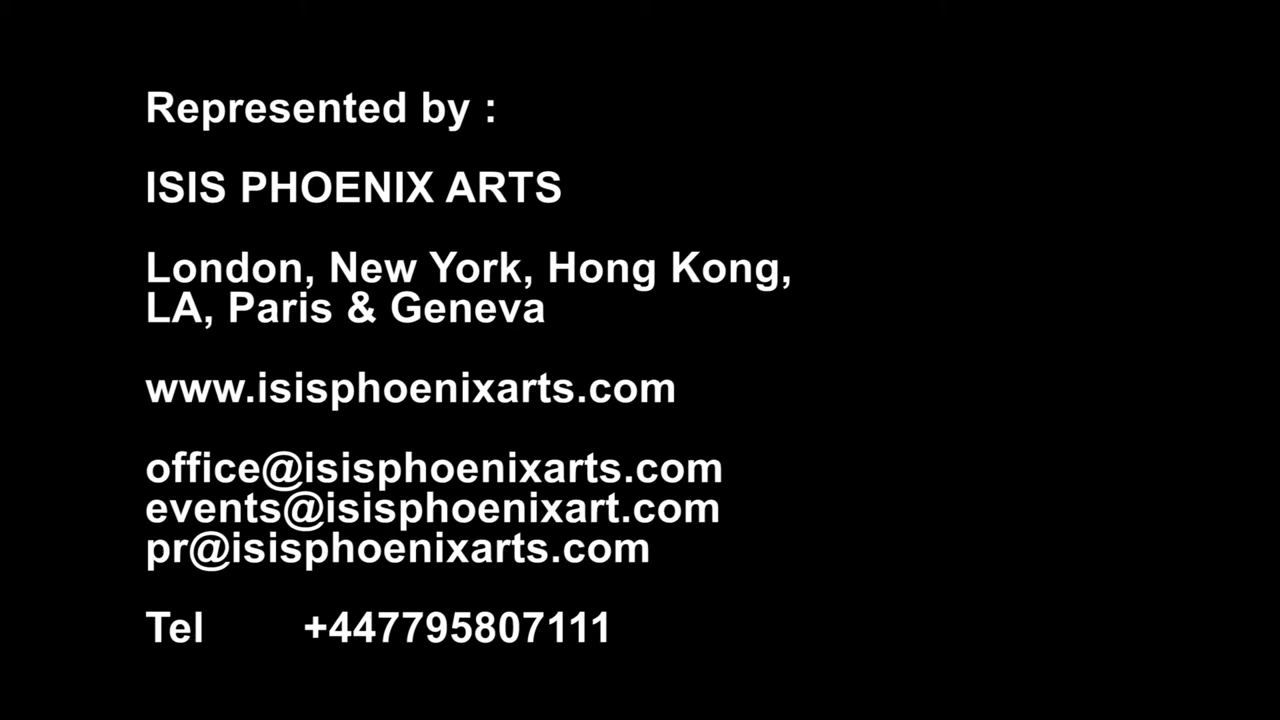 Represented by :
ISIS PHOENIX ARTS
London, New York, Hong Kong,
LA, Paris & Geneva
www.isisphoenixarts.com
office@isisphoenixarts.com
events@isisphoenixart.com
pr@isisphoenixarts.com
Tel +447795807111